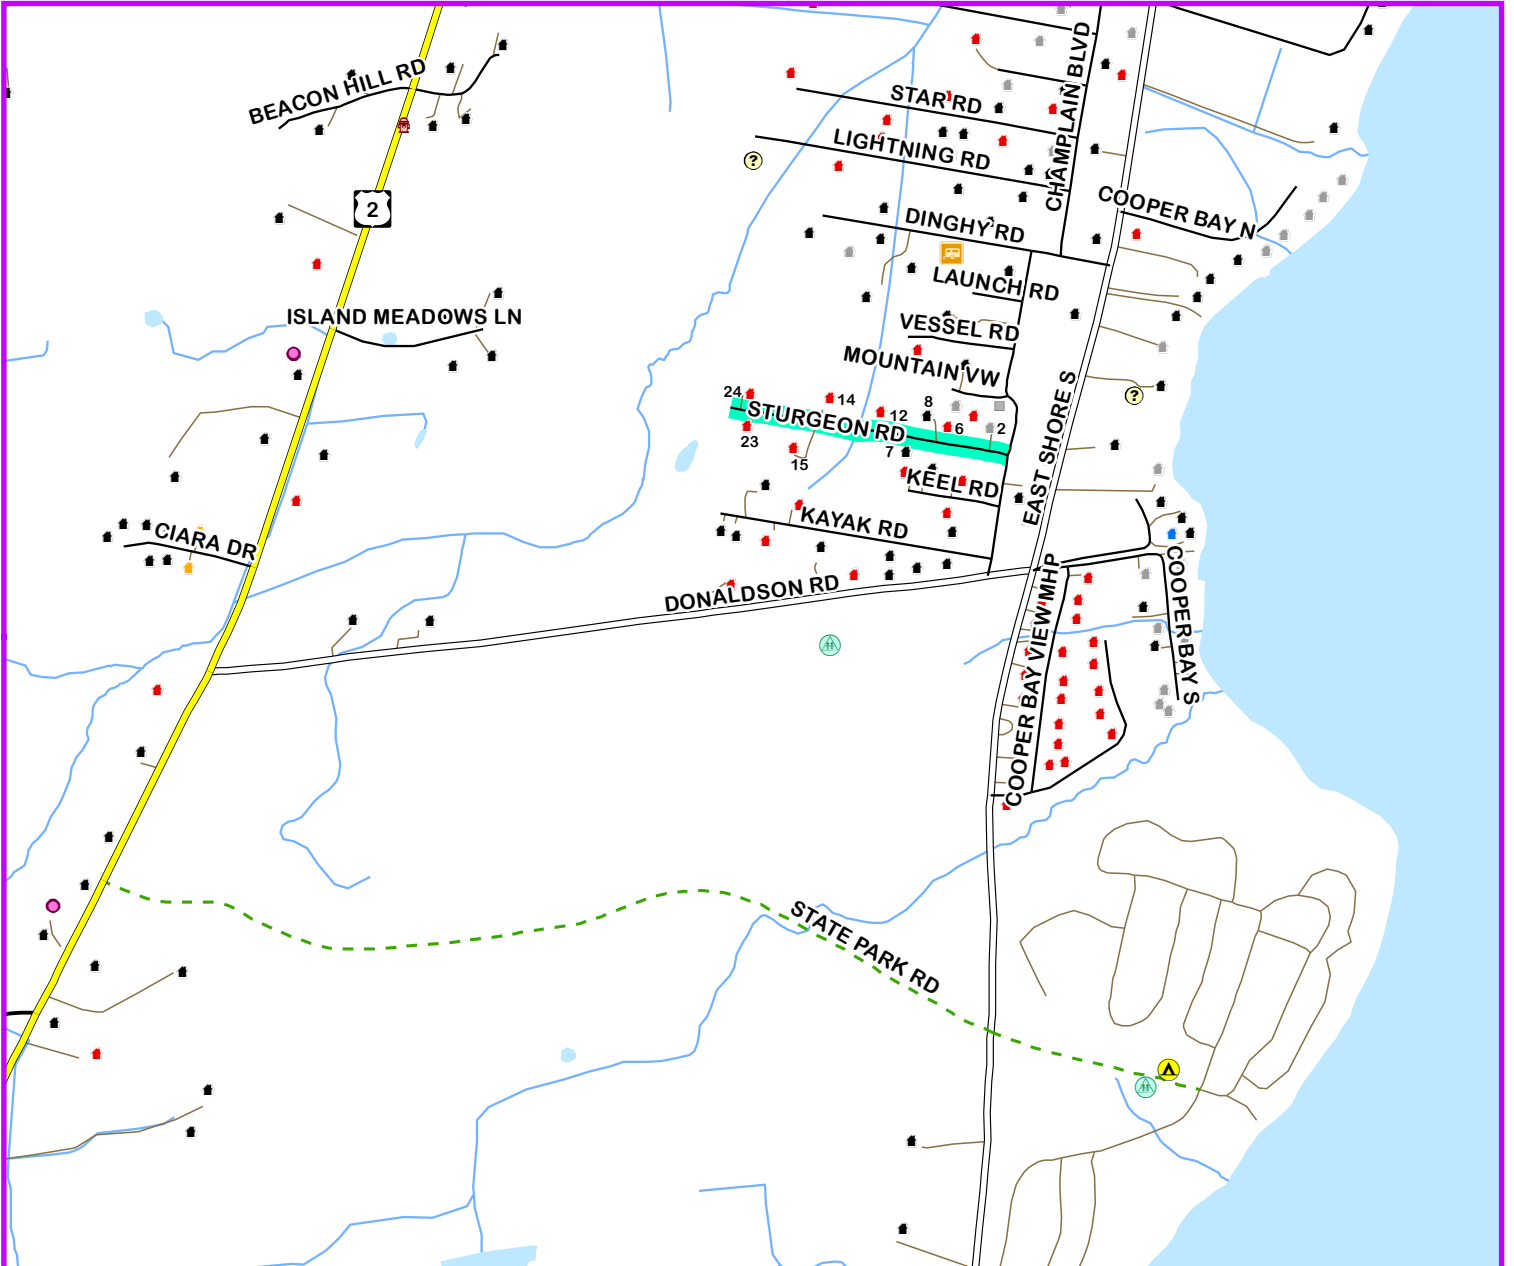 BEACON HILL RD
CHAMPLAIN BLVD
STAR RD
LIGHTNING RD
?
2
COOPER BAY N
DINGHY RD
LAUNCH RD
ISLAND MEADOWS LN
VESSEL RD
MOUNTAIN VW
EAST SHORE S
?
24
14
8
12
STURGEON RD
6
2
23
7
15
KEEL RD
KAYAK RD
CIARA DR
DONALDSON RD
COOPER BAY VIEW MHP
COOPER BAY S
STATE PARK RD